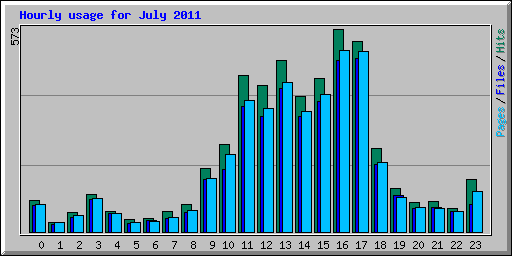 Hourly usage for July 2011
573
Pages / Files / Hits
0 1 2 3 4 5 6 7 8 9 10 11 12 13 14 15 16 17 18 19 20 21 22 23